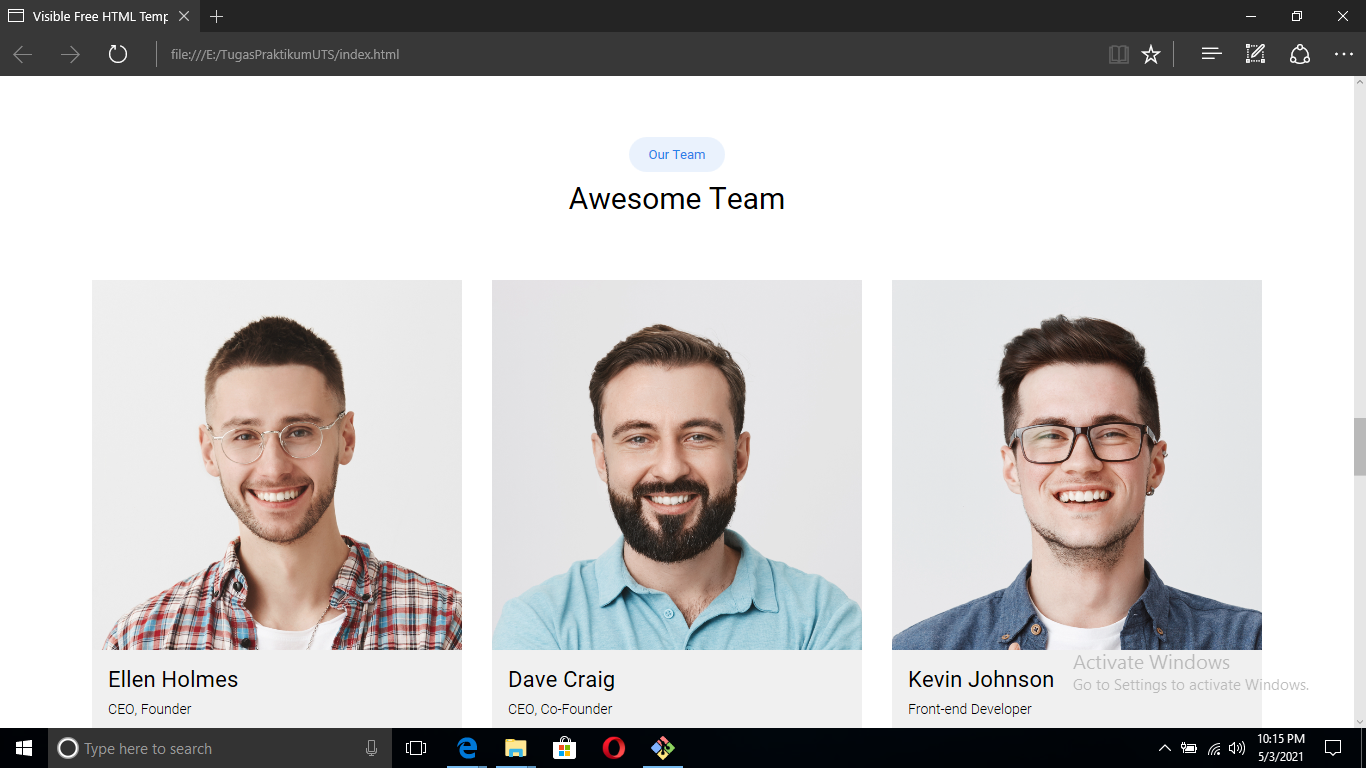 Visible Free HTML Temp
file:///E:/TugasPraktikumUTS/index.html
Our Team
Awesome Team
Ellen Holmes
CEO, Founder
Dave Craig
CEO, Co-Founder
Kevin Johnson
Front-end Developer
Activate Windows
Go to Settings to activate Windows.
Type here to search
10:15 PM
5/3/2021